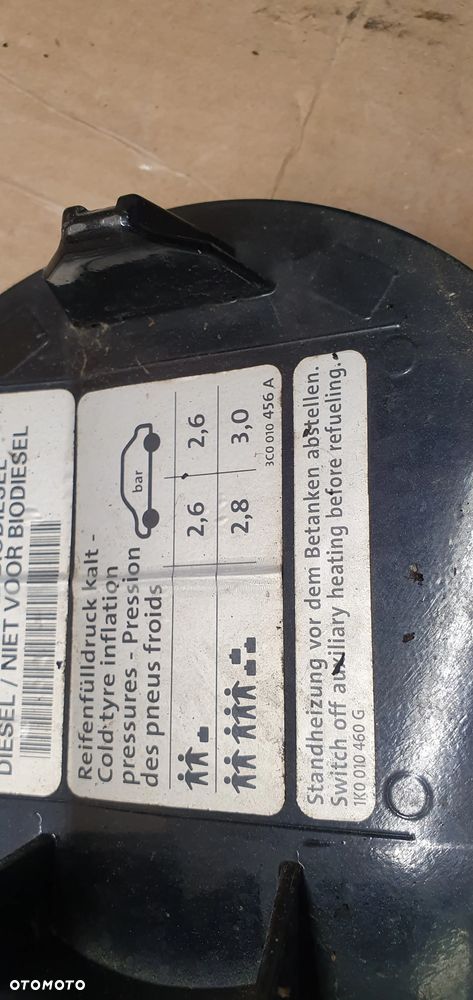 DIESEL / NIET VOOR BIODIESEL
Reifenfülldruck kalt -
Cold-tyre inflation
pressures - Pression
des pneus froids
bar
2,6 2,6
2,8 3,0
3C0 010 456 A
Standheizung vor dem Betanken abstellen.
Switch off auxiliary heating before refueling.
1K0 010 460 G
OTOMOTO